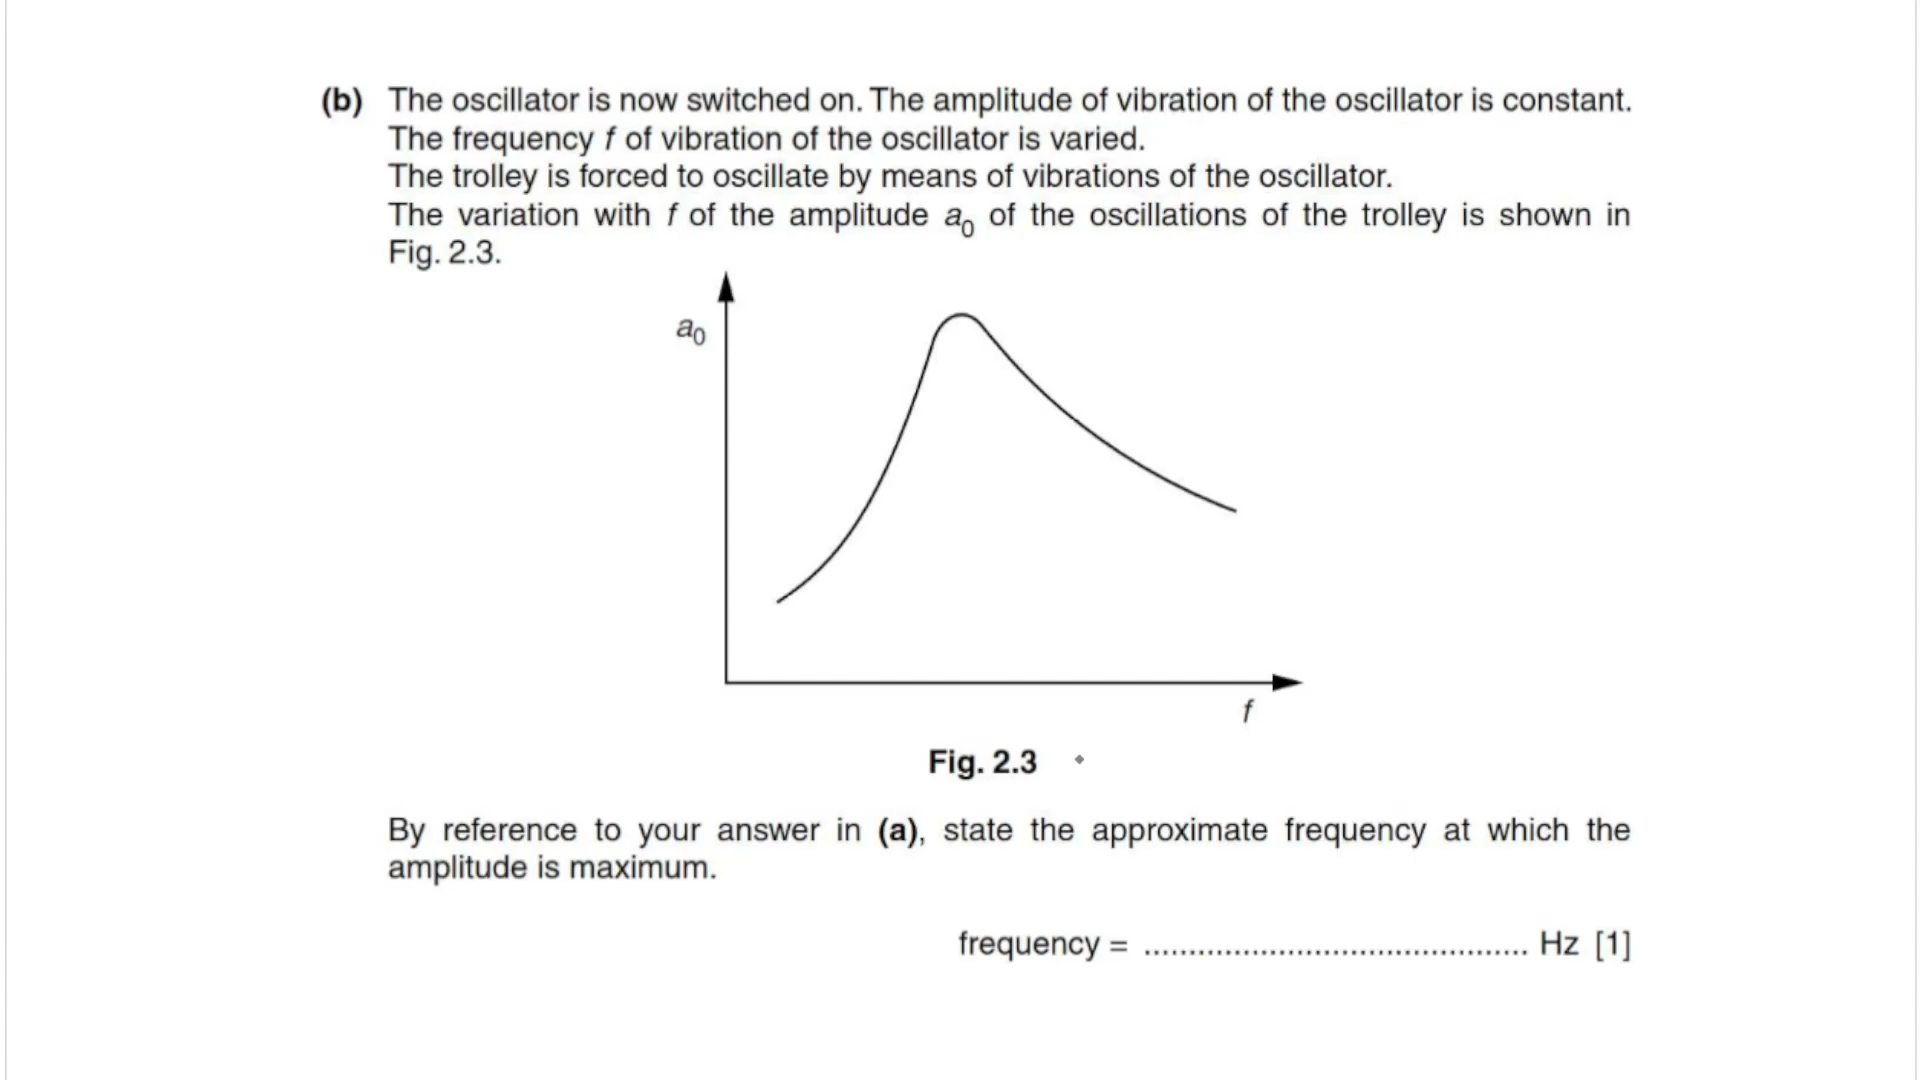 (b) The oscillator is now switched on. The amplitude of vibration of the oscillator is constant.
The frequency f of vibration of the oscillator is varied.
The trolley is forced to oscillate by means of vibrations of the oscillator.
The variation with f of the amplitude a₀ of the oscillations of the trolley is shown in
Fig. 2.3.
a₀
f
Fig. 2.3
By reference to your answer in (a), state the approximate frequency at which the
amplitude is maximum.
frequency = ........................................... Hz [1]